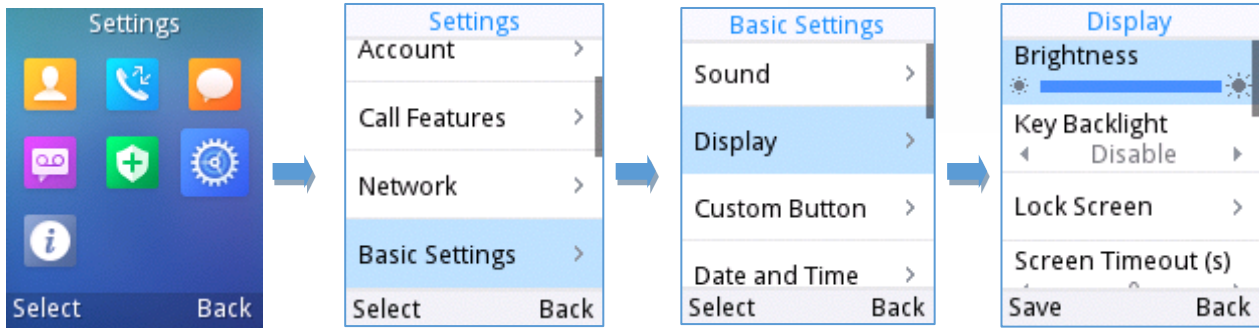 Settings
Select Back
Settings
Account
Call Features
Network
Basic Settings
Select Back
Basic Settings
Sound
Display
Custom Button
Date and Time
Select Back
Display
Brightness
Key Backlight
Disable
Lock Screen
Screen Timeout (s)
Save Back